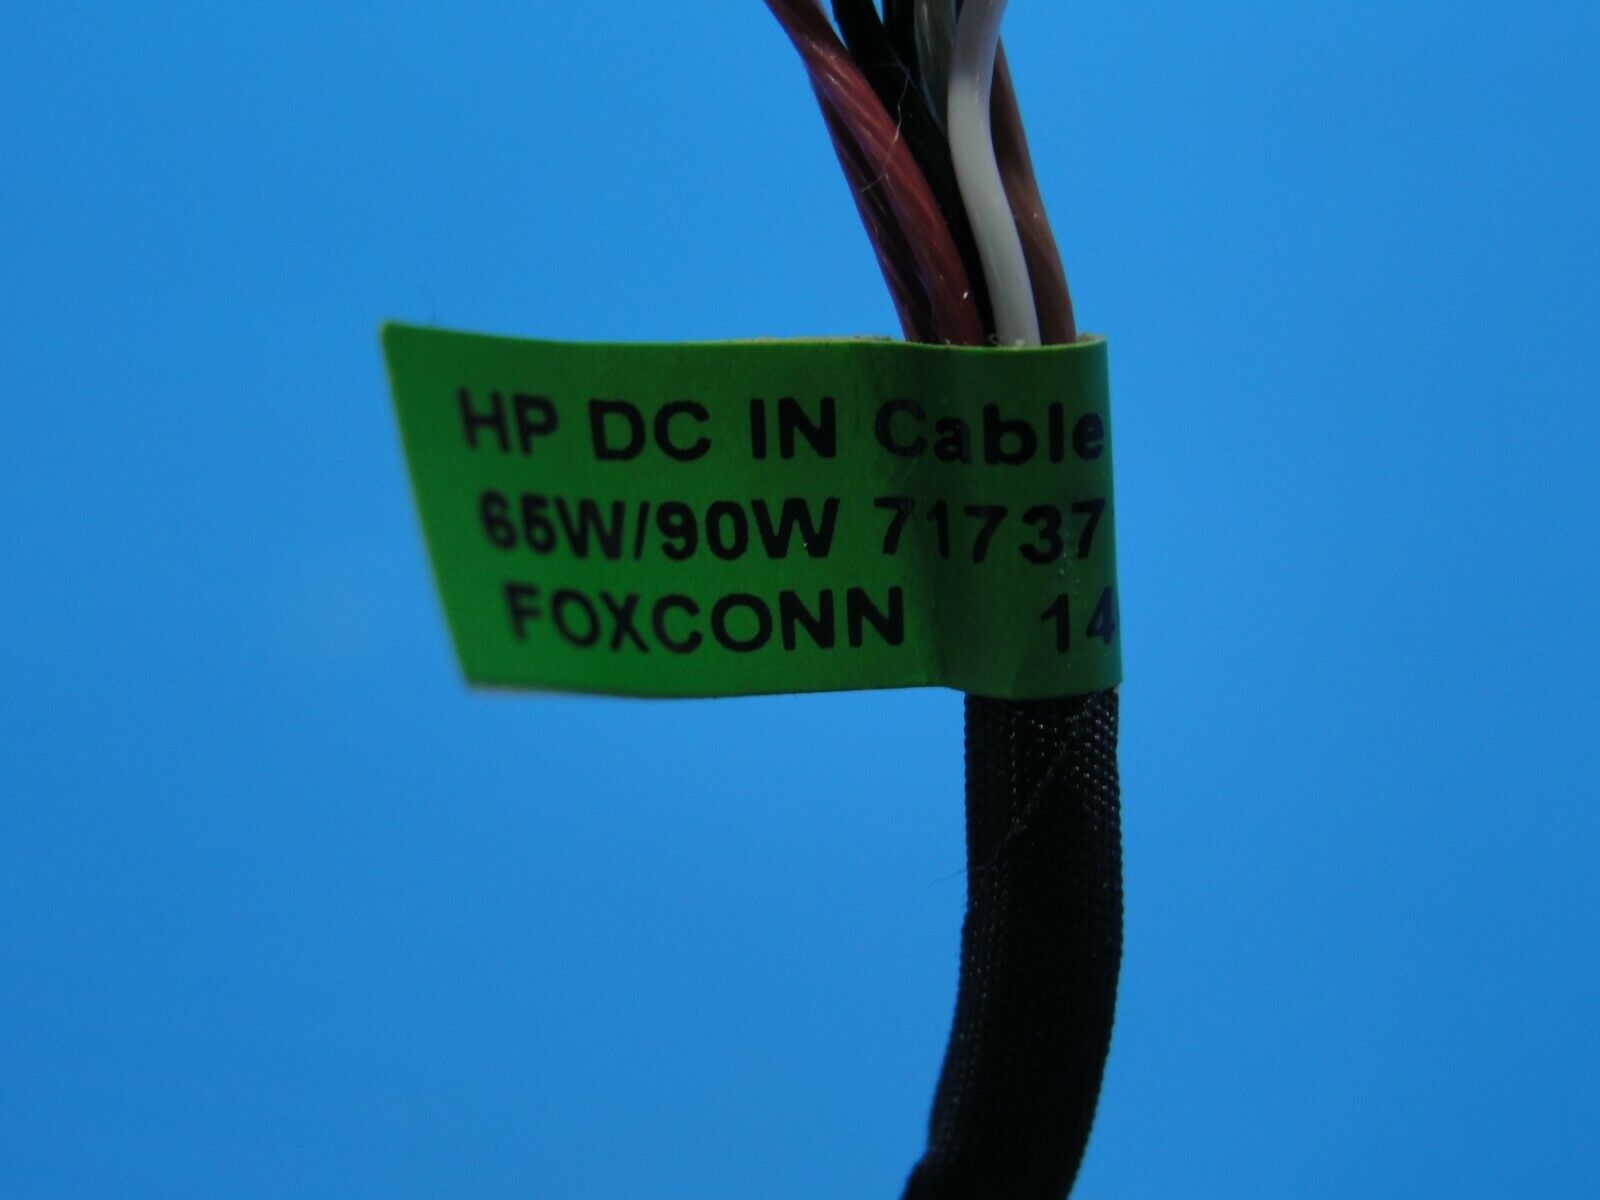 HP DC IN Cable
65W/90W 71737
FOXCONN 14